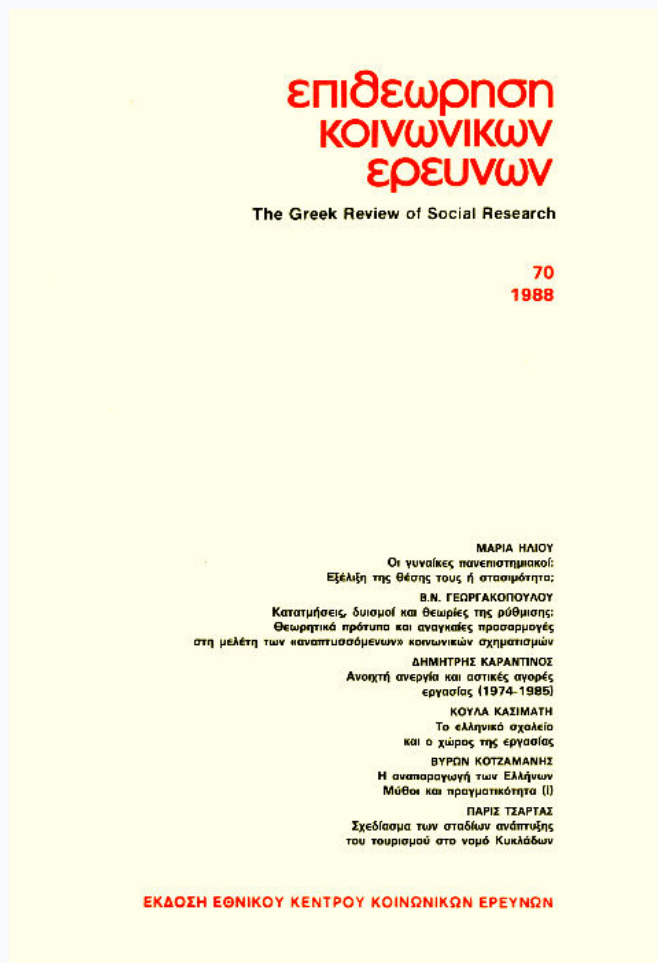 επιθεωρηση
κοινωνικων
ερευνων
The Greek Review of Social Research
70
1988
ΜΑΡΙΑ ΗΛΙΟΥ
Οι γυναίκες πανεπιστημιακοί:
Εξέλιξη της θέσης τους ή στασιμότητα;
Β.Ν. ΓΕΩΡΓΑΚΟΠΟΥΛΟΥ
Κατατμήσεις, δυισμοί και θεωρίες της ρύθμισης:
Θεωρητικά πρότυπα και αναγκαίες προσαρμογές
στη μελέτη των «αναπτυσσόμενων» κοινωνικών σχηματισμών
ΔΗΜΗΤΡΗΣ ΚΑΡΑΝΤΙΝΟΣ
Ανοιχτή ανεργία και αστικές αγορές
εργασίας (1974-1985)
ΚΟΥΛΑ ΚΑΣΙΜΑΤΗ
Το ελληνικό σχολείο
και ο χώρος της εργασίας
ΒΥΡΩΝ ΚΟΤΖΑΜΑΝΗΣ
Η αναπαραγωγή των Ελλήνων
Μύθοι και πραγματικότητα (Ι)
ΠΑΡΙΣ ΤΣΑΡΤΑΣ
Σχεδίασμα των σταδίων ανάπτυξης
του τουρισμού στο νομό Κυκλάδων
ΕΚΔΟΣΗ ΕΘΝΙΚΟΥ ΚΕΝΤΡΟΥ ΚΟΙΝΩΝΙΚΩΝ ΕΡΕΥΝΩΝ